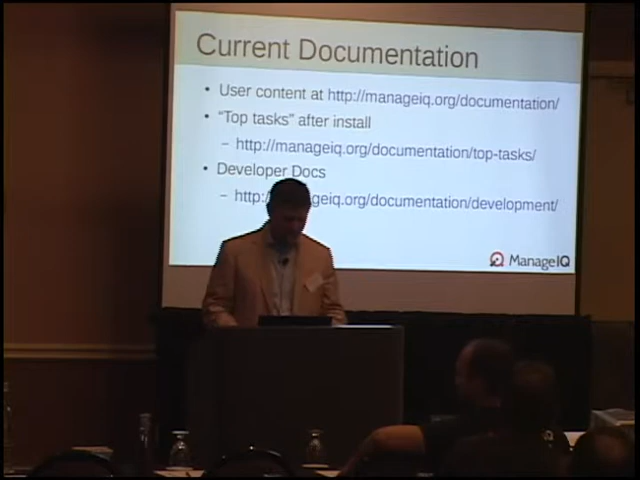 Current Documentation
• User content at http://manageiq.org/documentation/
• "Top tasks" after install
– http://manageiq.org/documentation/top-tasks/
• Developer Docs
– http:/ geiq.org/documentation/development/
ManageIQ